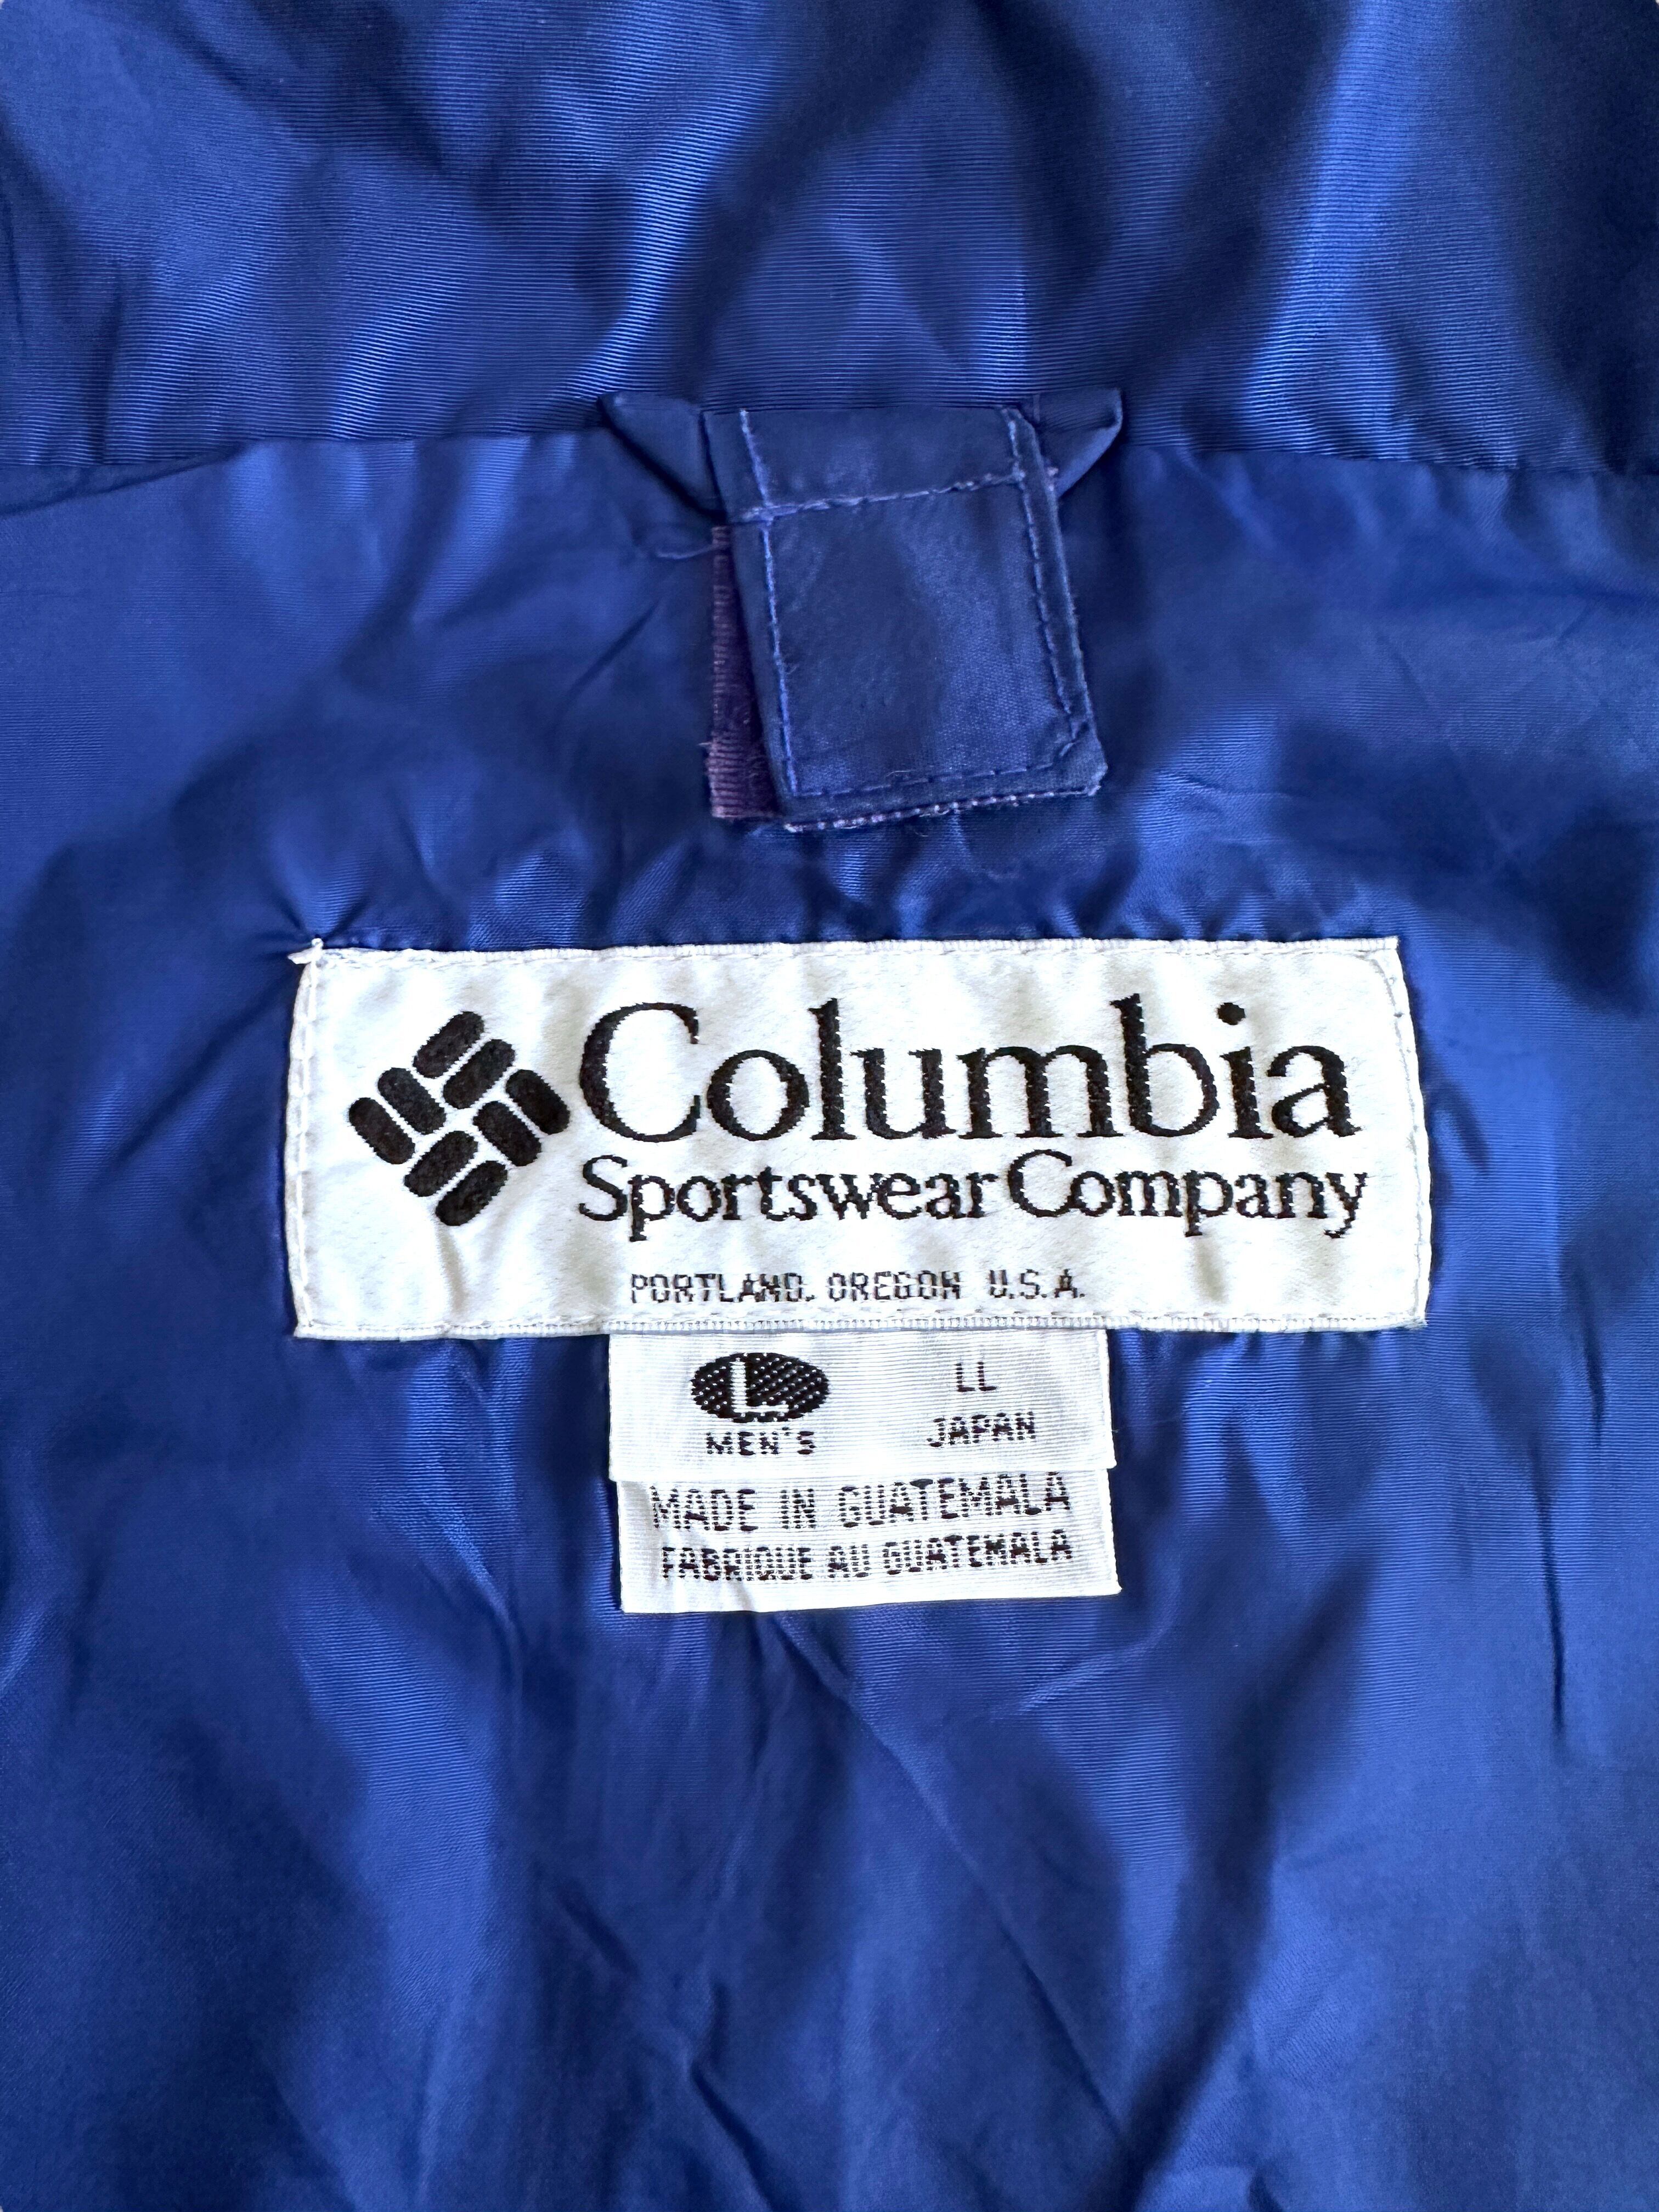 Columbia
Sportswear Company
PORTLAND, OREGON U.S.A.
L LL
MEN'S JAPAN
MADE IN GUATEMALA
FABRIQUE AU GUATEMALA